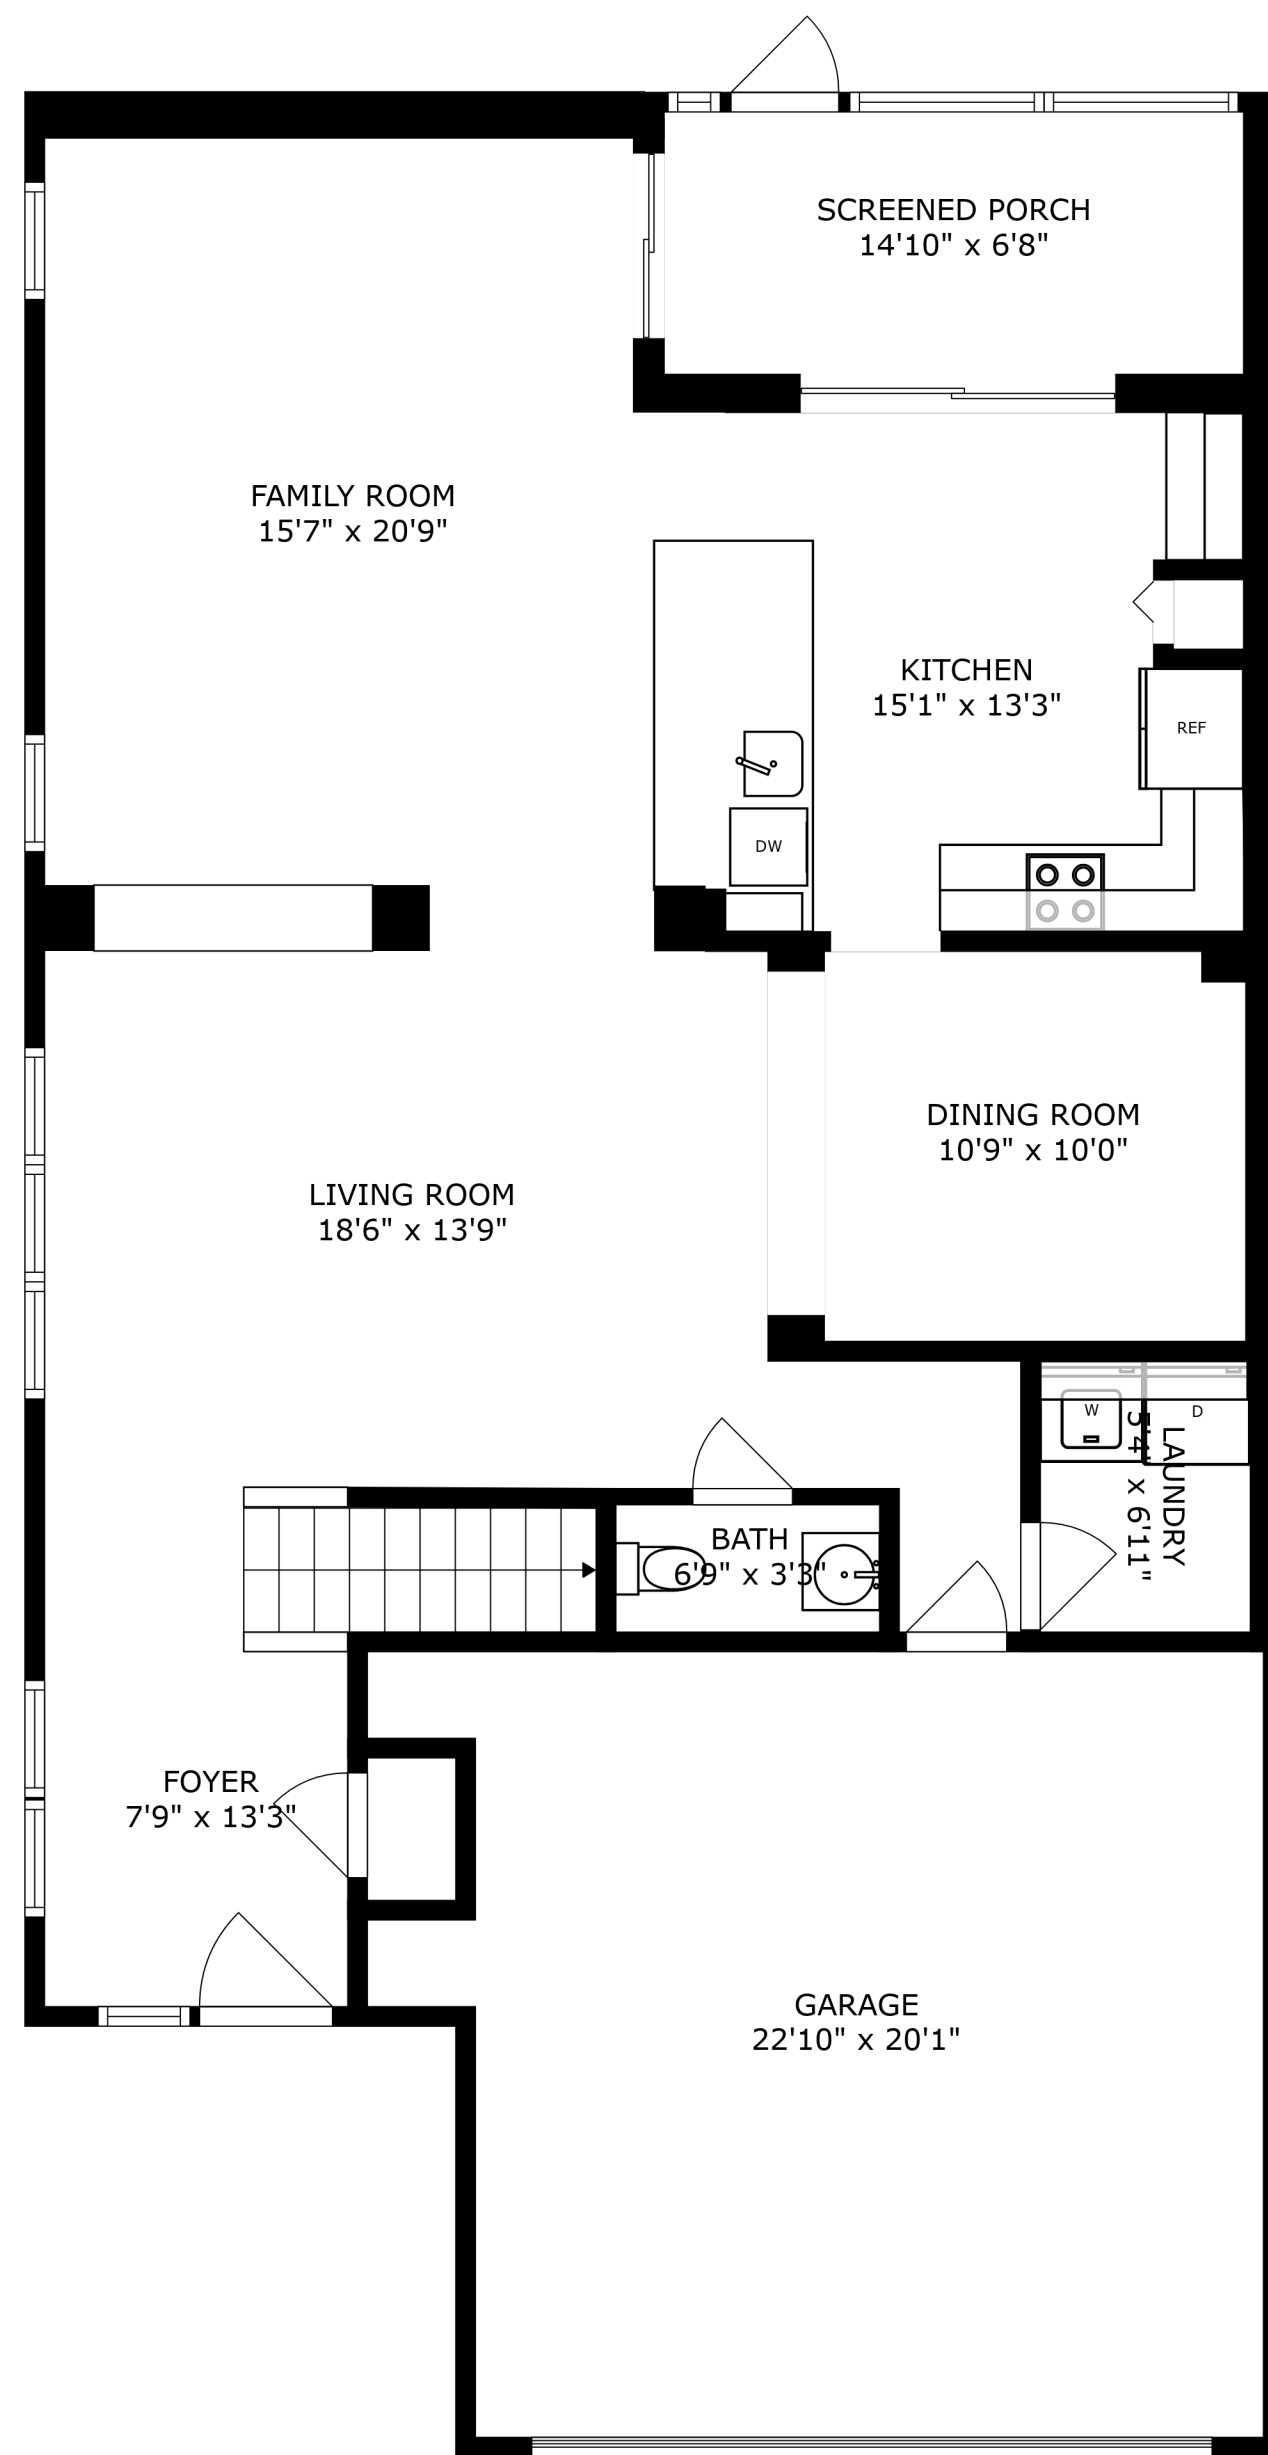 SCREENED PORCH
14'10" x 6'8"
FAMILY ROOM
15'7" x 20'9"
KITCHEN
15'1" x 13'3"
REF
DW
DINING ROOM
10'9" x 10'0"
LIVING ROOM
18'6" x 13'9"
W
D
LAUNDRY
5'4" x 6'11"
BATH
6'9" x 3'3"
FOYER
7'9" x 13'3"
GARAGE
22'10" x 20'1"